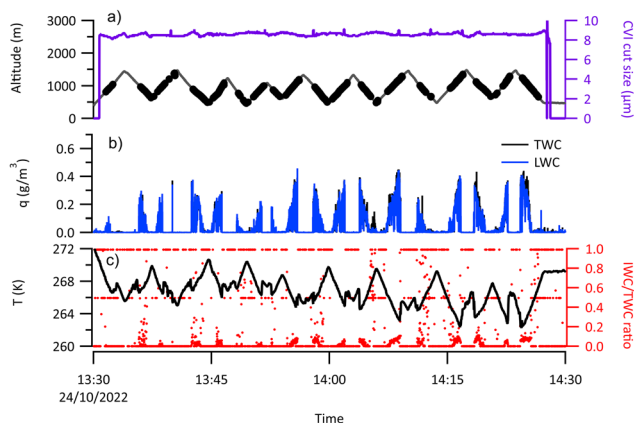 a)
3000
2000
1000
0
Altitude (m)
10
8
6
4
2
0
CVI cut size (μm)
b)
0.6
0.4
0.2
0.0
q (g/m³)
TWC
LWC
c)
272
268
264
260
T (K)
1.0
0.8
0.6
0.4
0.2
0.0
IWC/TWC ratio
13:30
13:45
14:00
14:15
14:30
24/10/2022
Time